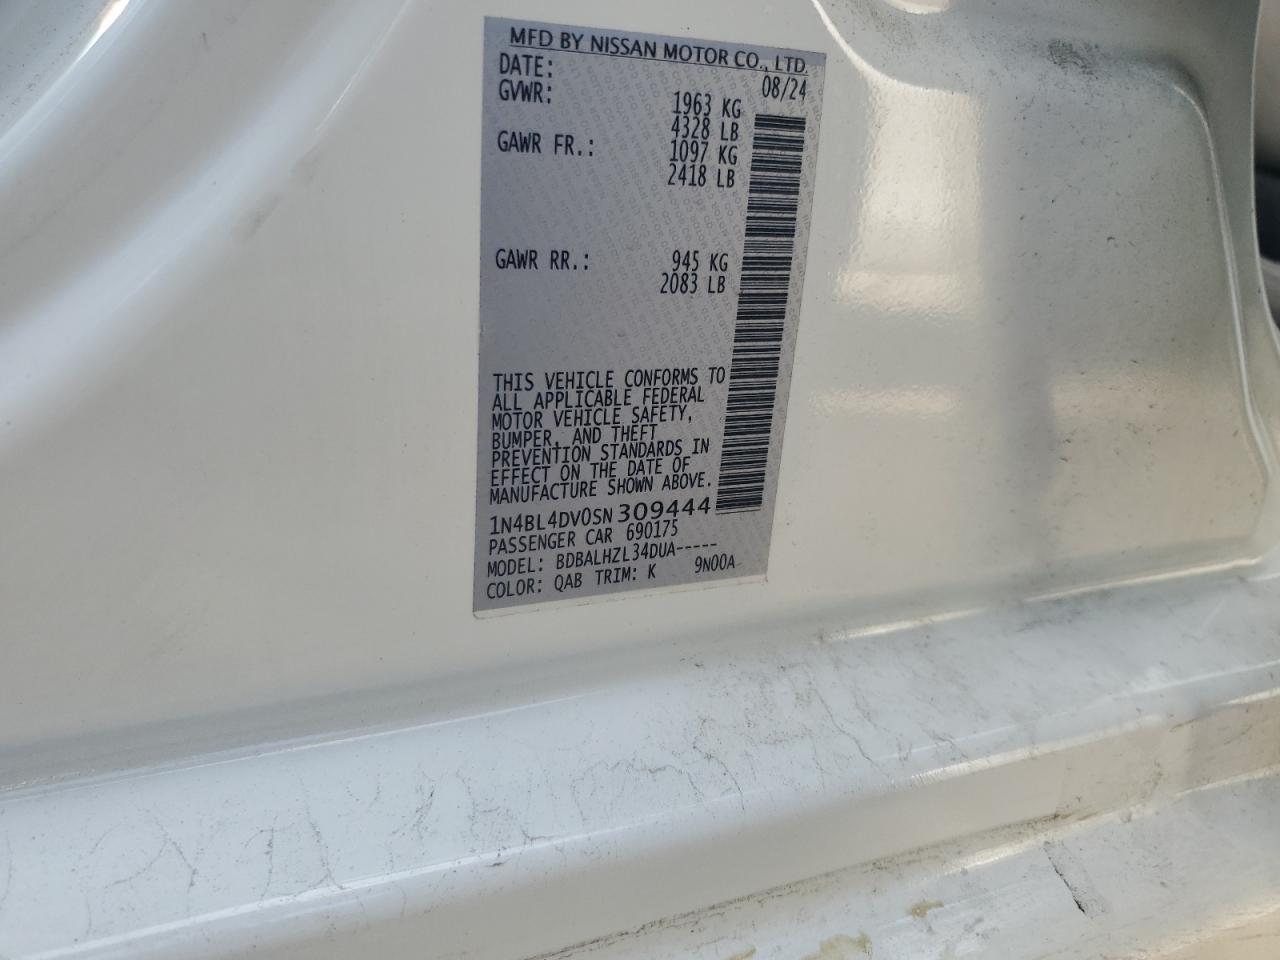 MFD BY NISSAN MOTOR CO., LTD.
DATE: 08/24
GVWR: 1963 KG
4328 LB
GAWR FR.: 1097 KG
2418 LB
GAWR RR.: 945 KG
2083 LB
THIS VEHICLE CONFORMS TO
ALL APPLICABLE FEDERAL
MOTOR VEHICLE SAFETY,
BUMPER, AND THEFT
PREVENTION STANDARDS IN
EFFECT ON THE DATE OF
MANUFACTURE SHOWN ABOVE.
1N4BL4DV0SN309444
PASSENGER CAR 690175
MODEL: BDBALHZL34DUA-----
COLOR: QAB TRIM: K 9N00A